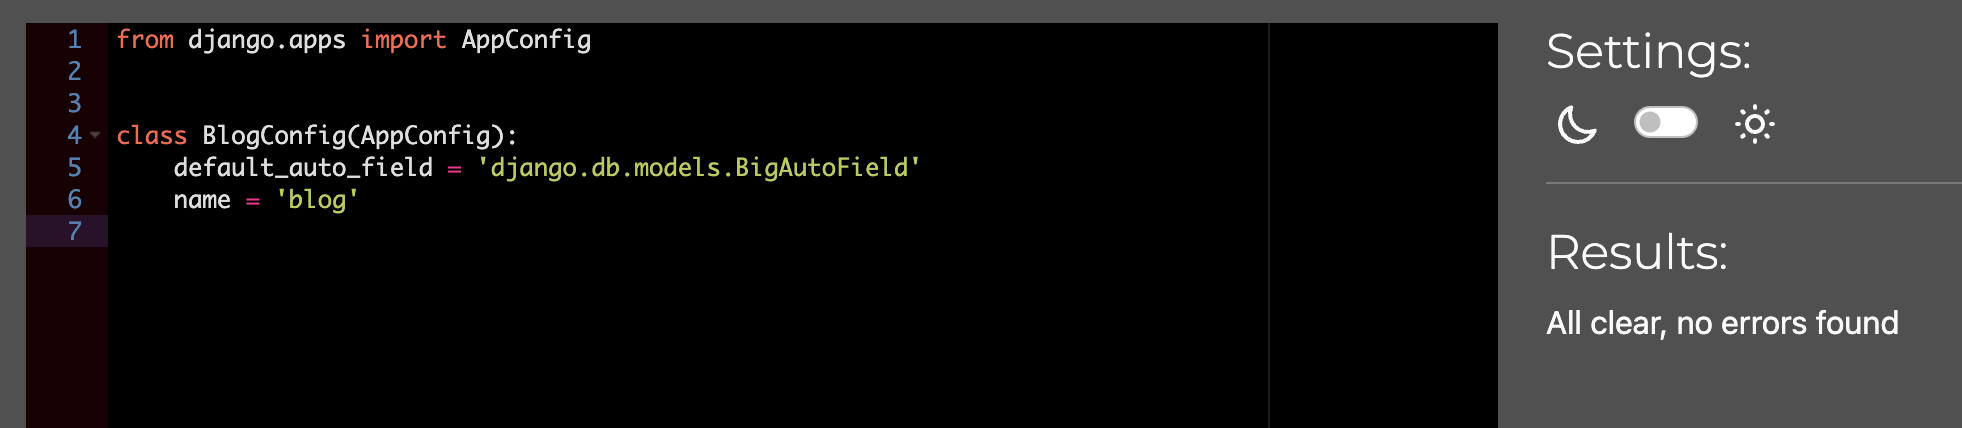 1 from django.apps import AppConfig
2
3
4 class BlogConfig(AppConfig):
5     default_auto_field = 'django.db.models.BigAutoField'
6     name = 'blog'
7
Settings:
Results:
All clear, no errors found